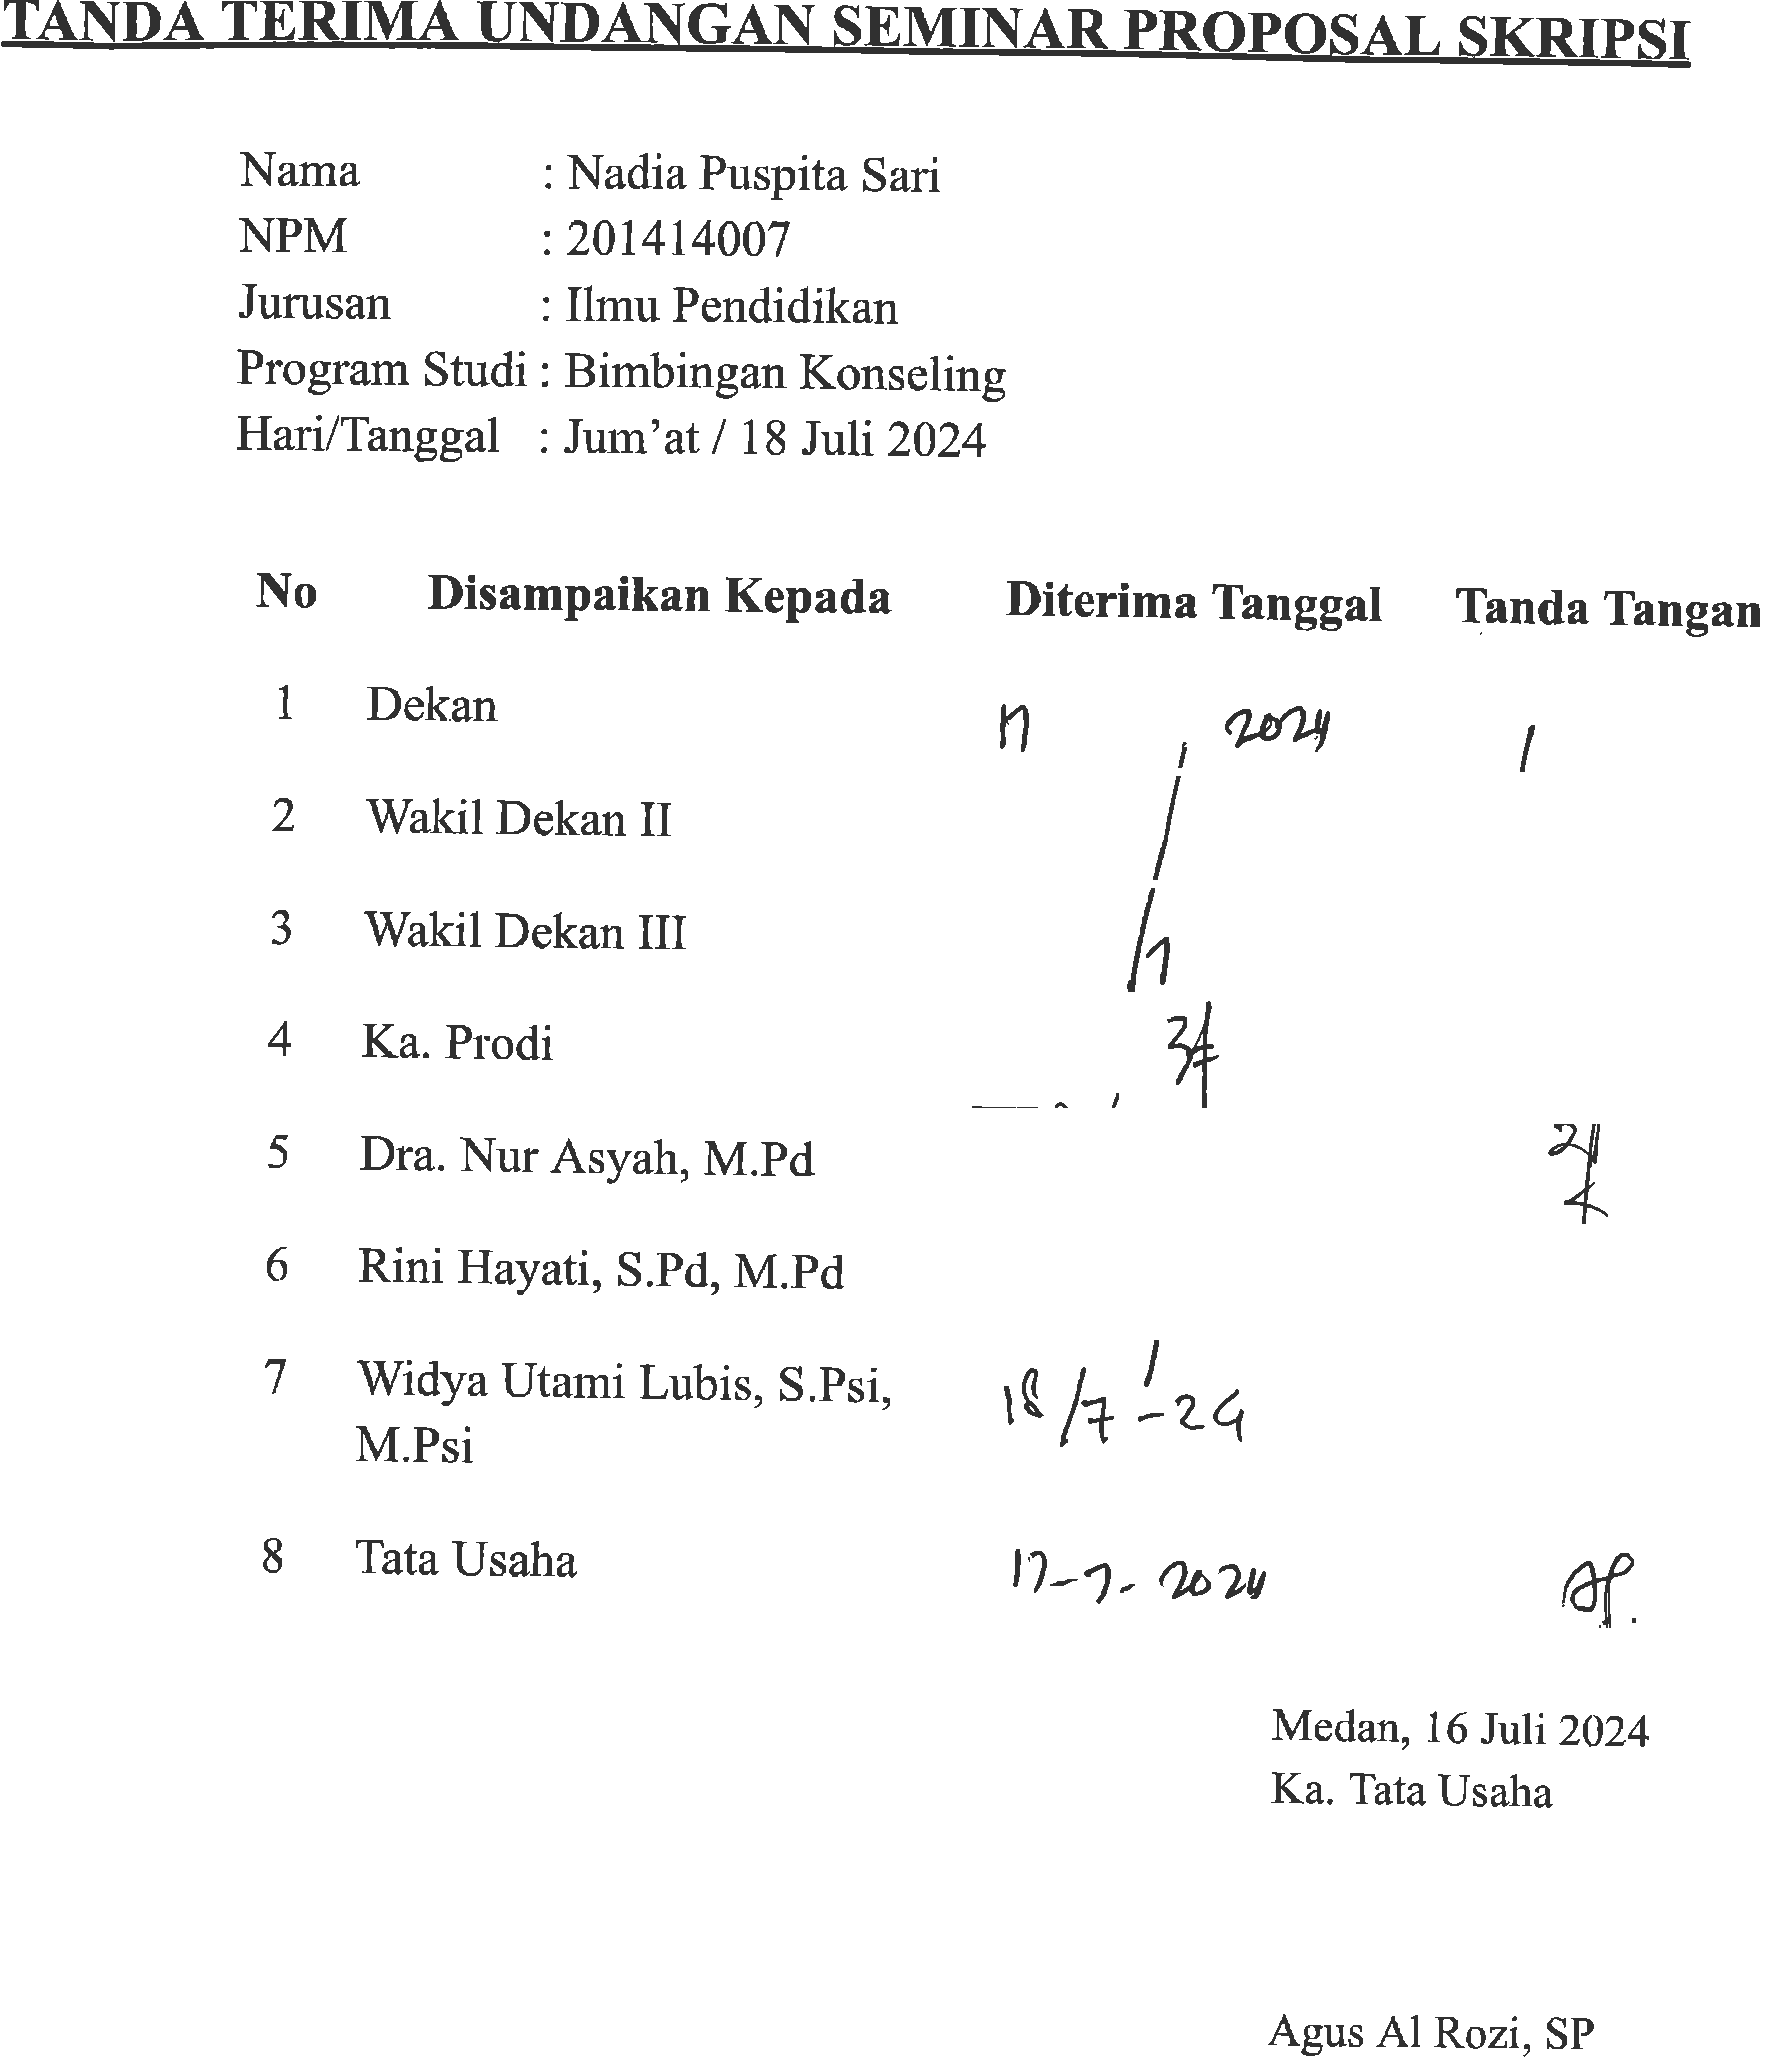 TANDA TERIMA UNDANGAN SEMINAR PROPOSAL SKRIPSI
Nama : Nadia Puspita Sari
NPM : 201414007
Jurusan : Ilmu Pendidikan
Program Studi : Bimbingan Konseling
Hari/Tanggal : Jum'at / 18 Juli 2024
No Disampaikan Kepada Diterima Tanggal Tanda Tangan
1 Dekan 2024
2 Wakil Dekan II
3 Wakil Dekan III
4 Ka. Prodi
5 Dra. Nur Asyah, M.Pd
6 Rini Hayati, S.Pd, M.Pd
7 Widya Utami Lubis, S.Psi, 18/7-24
M.Psi
8 Tata Usaha 17-7-2024
Medan, 16 Juli 2024
Ka. Tata Usaha
Agus Al Rozi, SP